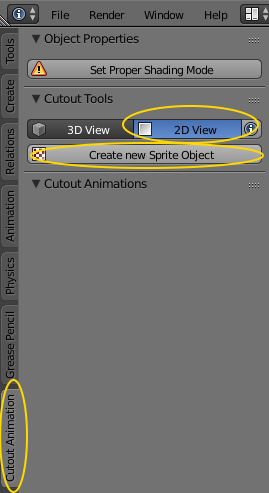 File Render Window Help
Object Properties
Set Proper Shading Mode
Cutout Tools
3D View 2D View
Create new Sprite Object
Cutout Animations
Tools
Create
Relations
Animation
Physics
Grease Pencil
Cutout Animation